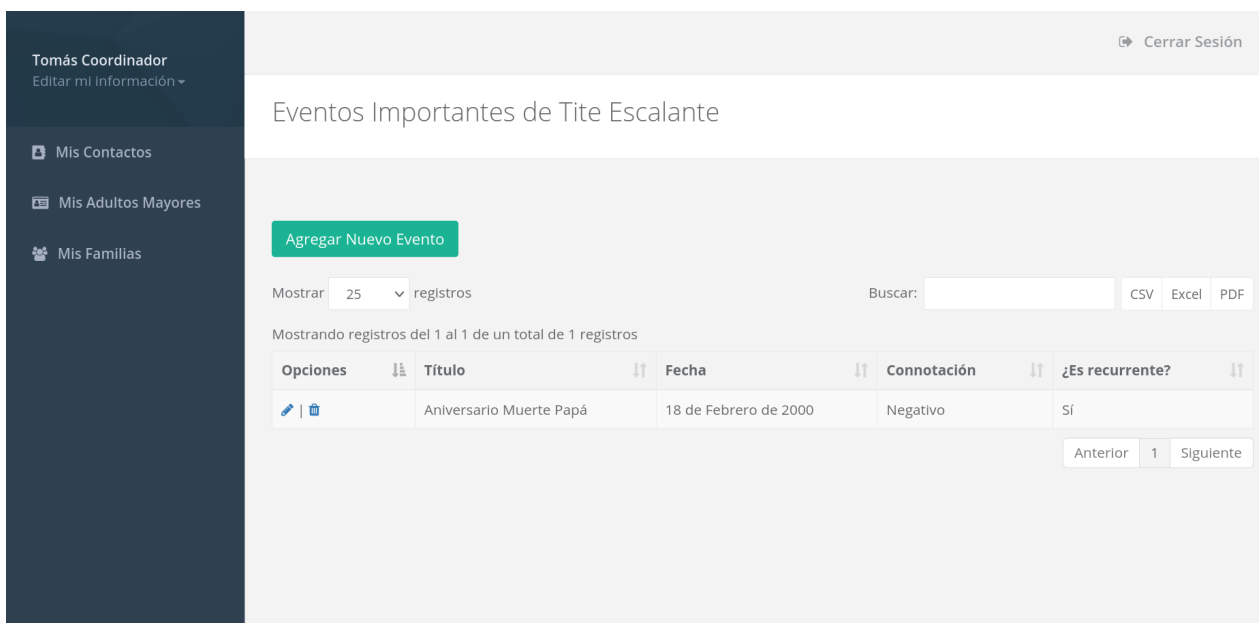 Tomás Coordinador
Editar mi información
Mis Contactos
Mis Adultos Mayores
Mis Familias
Cerrar Sesión
Eventos Importantes de Tite Escalante
Agregar Nuevo Evento
Mostrar 25 registros
Buscar: CSV Excel PDF
Mostrando registros del 1 al 1 de un total de 1 registros
Opciones Título Fecha Connotación ¿Es recurrente?
| Aniversario Muerte Papá 18 de Febrero de 2000 Negativo Sí
Anterior 1 Siguiente